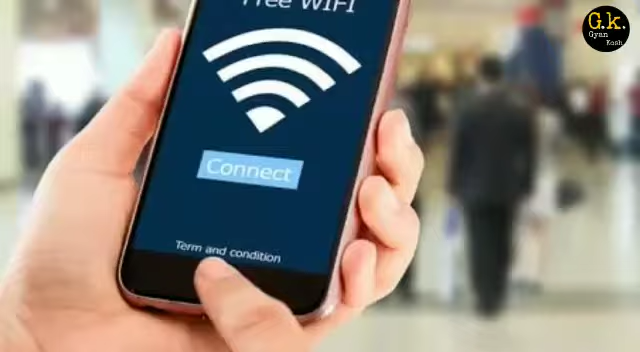 Free WIFI
Connect
Term and condition
G.k.
Gyan
Kosh